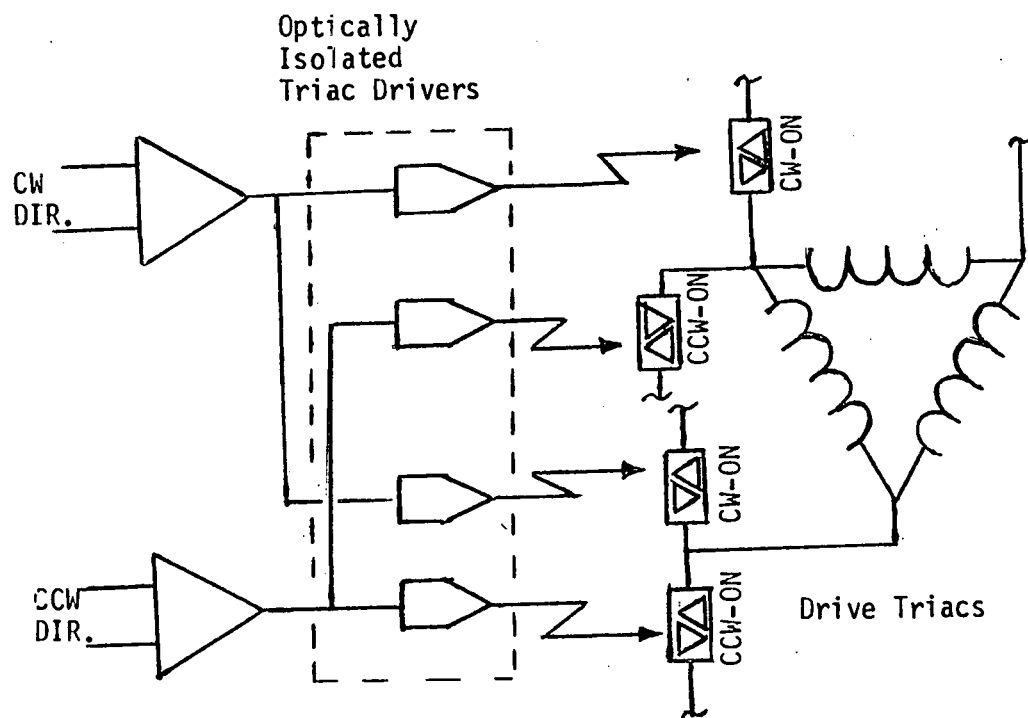 Optically
Isolated
Triac Drivers
CW
DIR.
CW-ON
CCW-ON
CW-ON
CCW
DIR.
CCW-ON
Drive Triacs